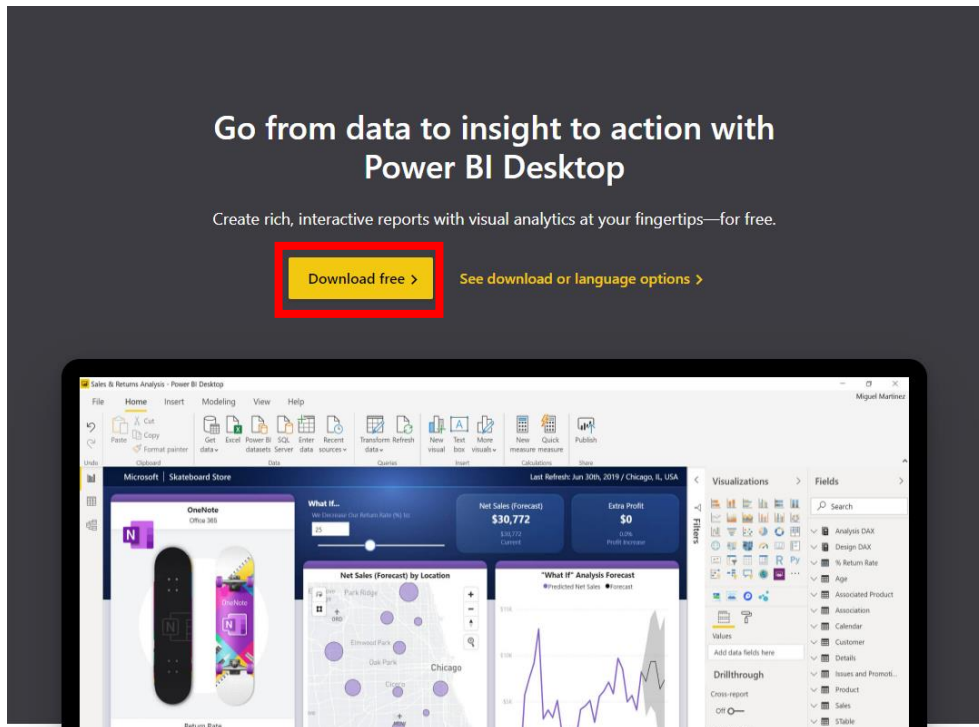 Go from data to insight to action with
Power BI Desktop
Create rich, interactive reports with visual analytics at your fingertips—for free.
Download free >
See download or language options >
Sales & Returns Analysis - Power BI Desktop
Miguel Martinez
File Home Insert Modeling View Help
Paste
Cut
Copy
Format painter
Get data
Excel
Power BI datasets
SQL Server
Enter data
Recent sources
Transform data
Refresh
New visual
Text box
More visuals
New measure
Quick measure
Publish
Undo Clipboard Data Queries Insert Calculations Share
Microsoft | Skateboard Store
Last Refresh: Jun 30th, 2019 / Chicago, IL, USA
OneNote
Office 365
N
OneNote
N
Return Rate
What If...
We Decrease Our Return Rate (%) to:
25
Net Sales (Forecast)
$30,772
$30,772
Current
Extra Profit
$0
0.0%
Profit Increase
Net Sales (Forecast) by Location
Park Ridge
ORD
Elmwood Park
Oak Park
Chicago
Cicero
"What If" Analysis Forecast
Predicted Net Sales Forecast
$15K
$10K
$5K
Filters
Visualizations
R Py
Values
Add data fields here
Drillthrough
Cross-report
Off
Fields
Search
Analysis DAX
Design DAX
% Return Rate
Age
Associated Product
Association
Calendar
Customer
Details
Issues and Promoti...
Product
Sales
STable